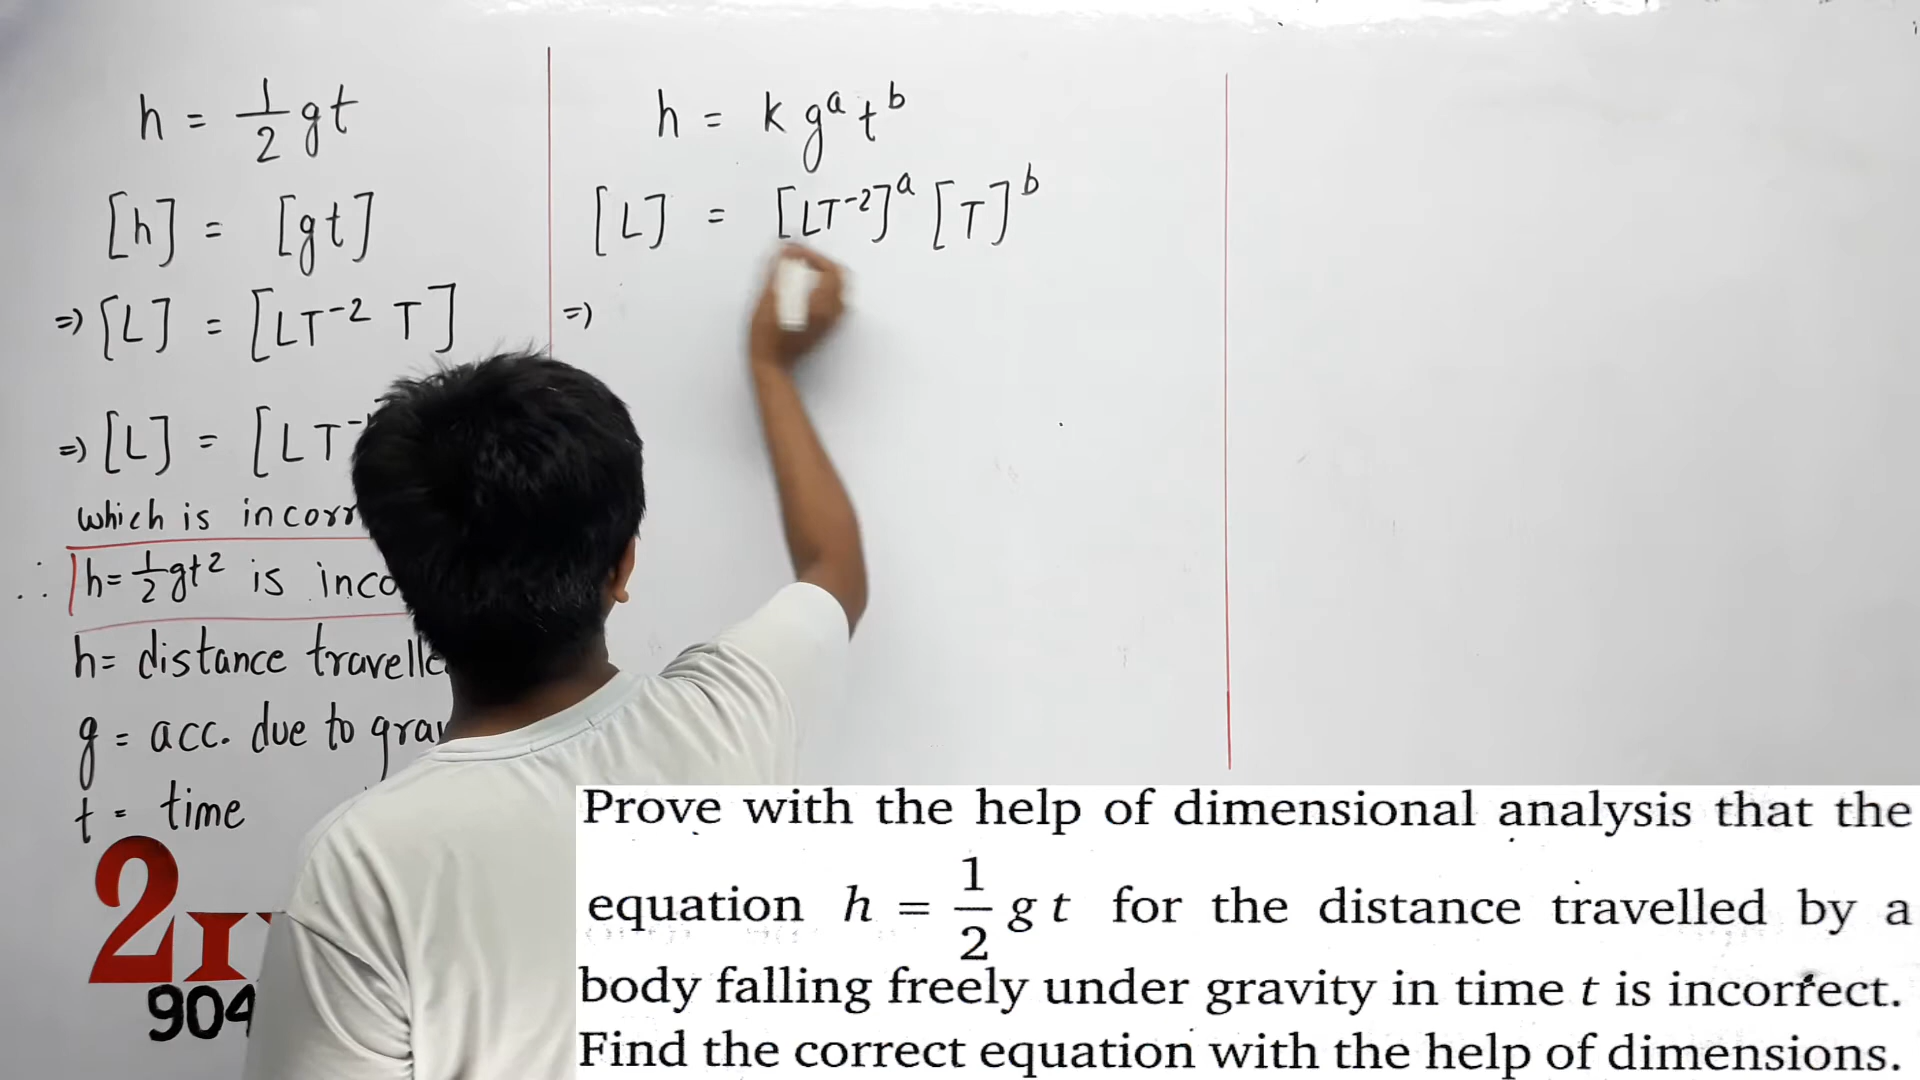 h = 1/2 gt
[h] = [gt]
=> [L] = [LT⁻² T]
=> [L] = [LT⁻
which is incorr
∴ h = 1/2 gt² is inco
h = distance travelle
g = acc. due to grav
t = time
h = k gᵃ tᵇ
[L] = [LT⁻²]ᵃ [T]ᵇ
=>
904
Prove with the help of dimensional analysis that the
equation h = 1/2 g t for the distance travelled by a
body falling freely under gravity in time t is incorrect.
Find the correct equation with the help of dimensions.